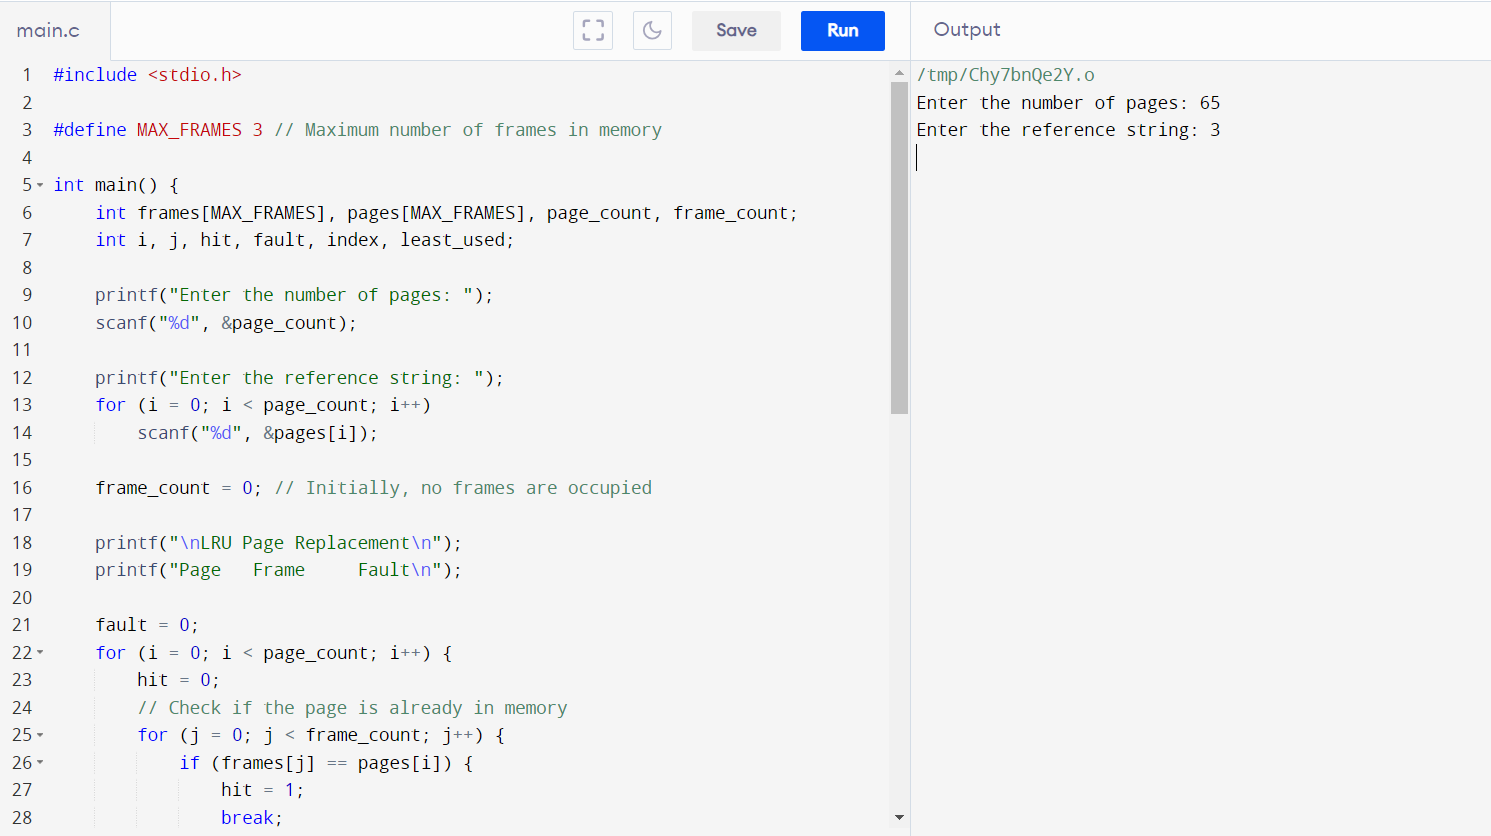 main.c
Save
Run
Output
1 #include <stdio.h>
2
3 #define MAX_FRAMES 3 // Maximum number of frames in memory
4
5 int main() {
6     int frames[MAX_FRAMES], pages[MAX_FRAMES], page_count, frame_count;
7     int i, j, hit, fault, index, least_used;
8
9     printf("Enter the number of pages: ");
10     scanf("%d", &page_count);
11
12     printf("Enter the reference string: ");
13     for (i = 0; i < page_count; i++)
14         scanf("%d", &pages[i]);
15
16     frame_count = 0; // Initially, no frames are occupied
17
18     printf("\nLRU Page Replacement\n");
19     printf("Page   Frame     Fault\n");
20
21     fault = 0;
22     for (i = 0; i < page_count; i++) {
23         hit = 0;
24         // Check if the page is already in memory
25         for (j = 0; j < frame_count; j++) {
26             if (frames[j] == pages[i]) {
27                 hit = 1;
28                 break;
/tmp/Chy7bnQe2Y.o
Enter the number of pages: 65
Enter the reference string: 3